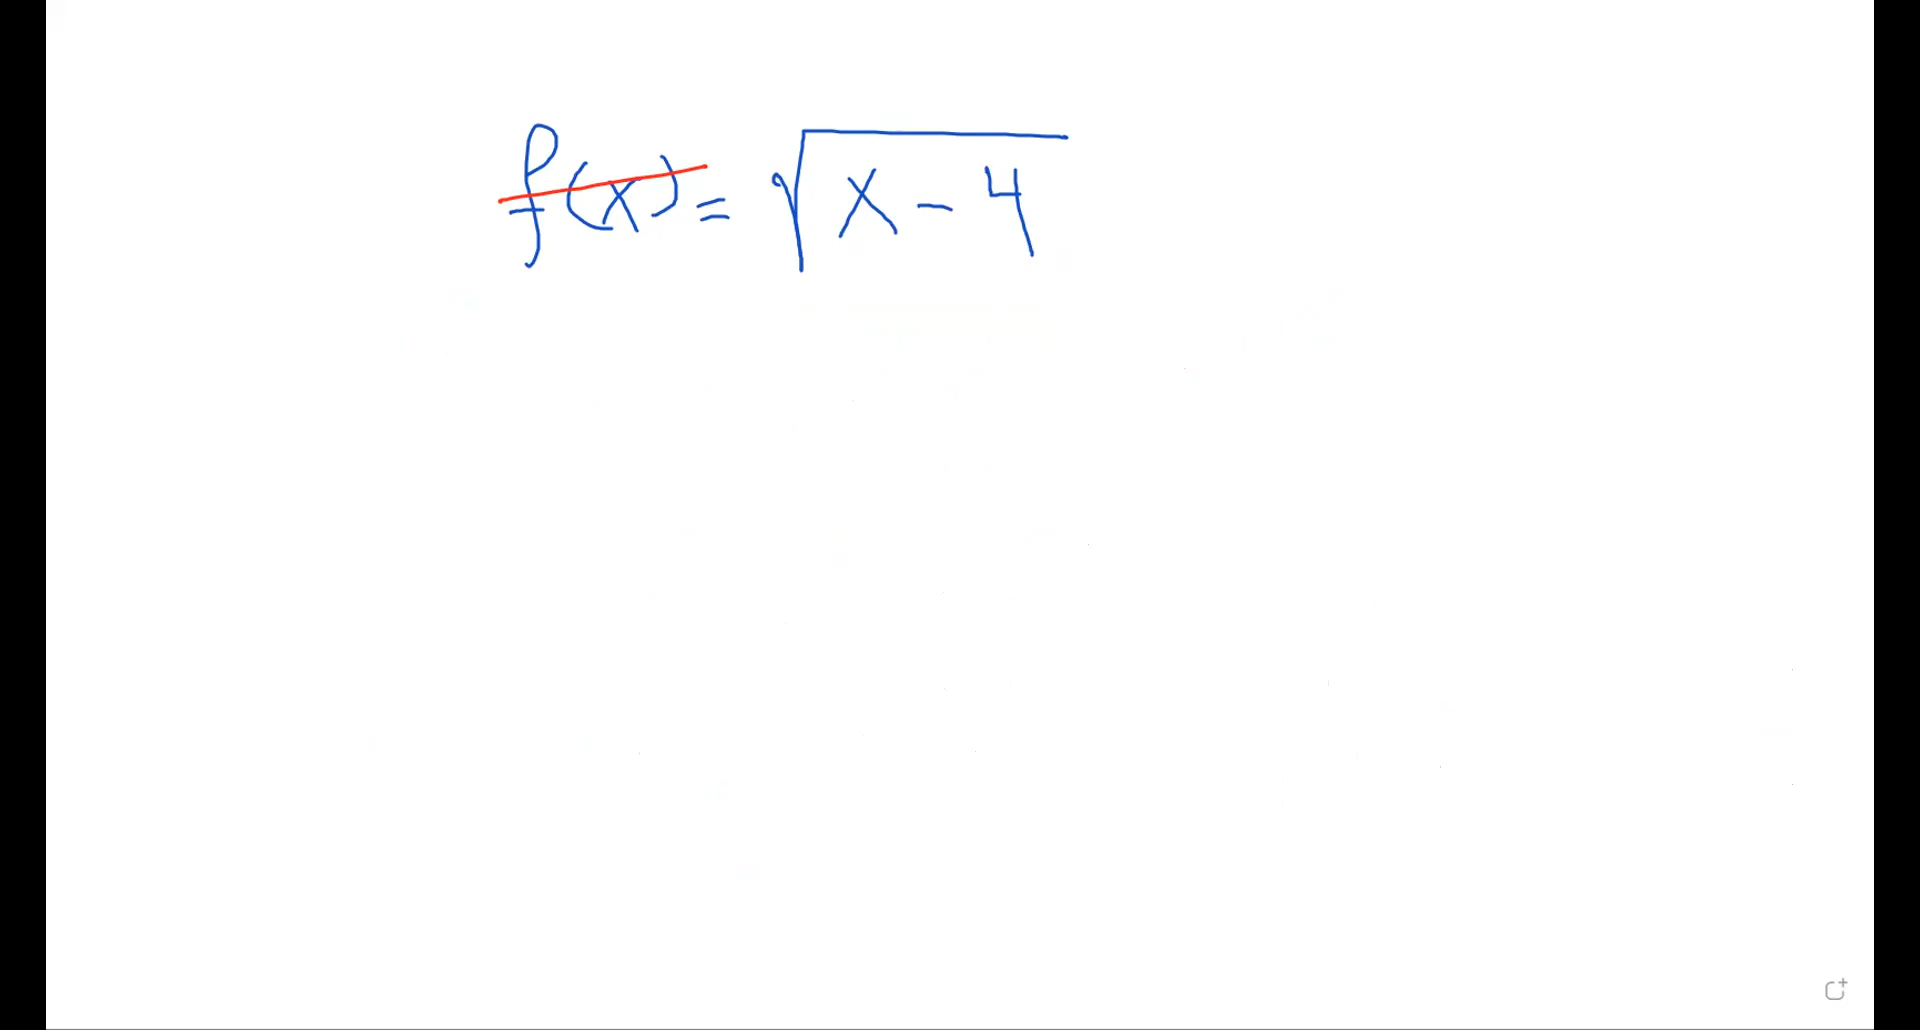 f(x) = √x - 4